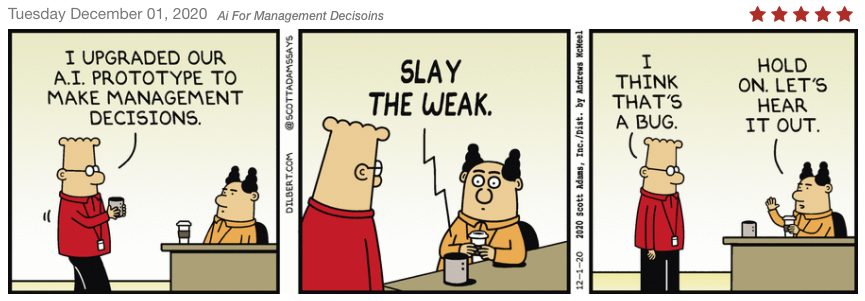 Tuesday December 01, 2020 Ai For Management Decisoins
I UPGRADED OUR
A.I. PROTOTYPE TO
MAKE MANAGEMENT
DECISIONS.
DILBERT.COM @SCOTTADAMSSAYS
SLAY
THE WEAK.
12-1-20 2020 Scott Adams, Inc./Dist. by Andrews McMeel
I
THINK
THAT'S
A BUG.
HOLD
ON. LET'S
HEAR
IT OUT.